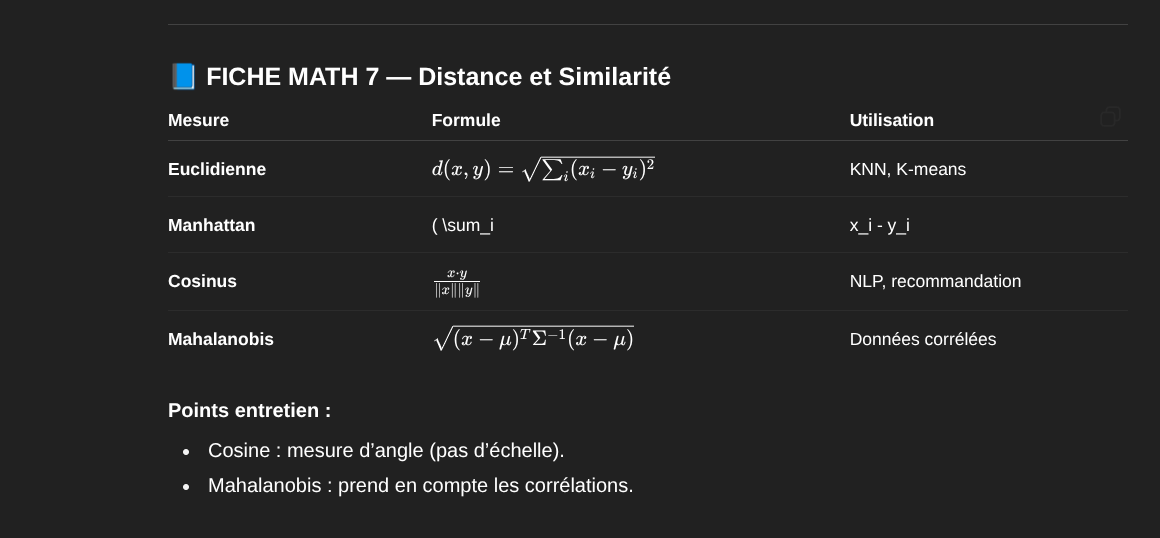 📘 FICHE MATH 7 — Distance et Similarité
Mesure Formule Utilisation
Euclidienne d(x, y) = √(∑ᵢ(xᵢ − yᵢ)²) KNN, K-means
Manhattan ( \sum_i x_i - y_i
Cosinus x·y / ‖x‖‖y‖ NLP, recommandation
Mahalanobis √((x − μ)ᵀΣ⁻¹(x − μ)) Données corrélées
Points entretien :
• Cosine : mesure d’angle (pas d’échelle).
• Mahalanobis : prend en compte les corrélations.